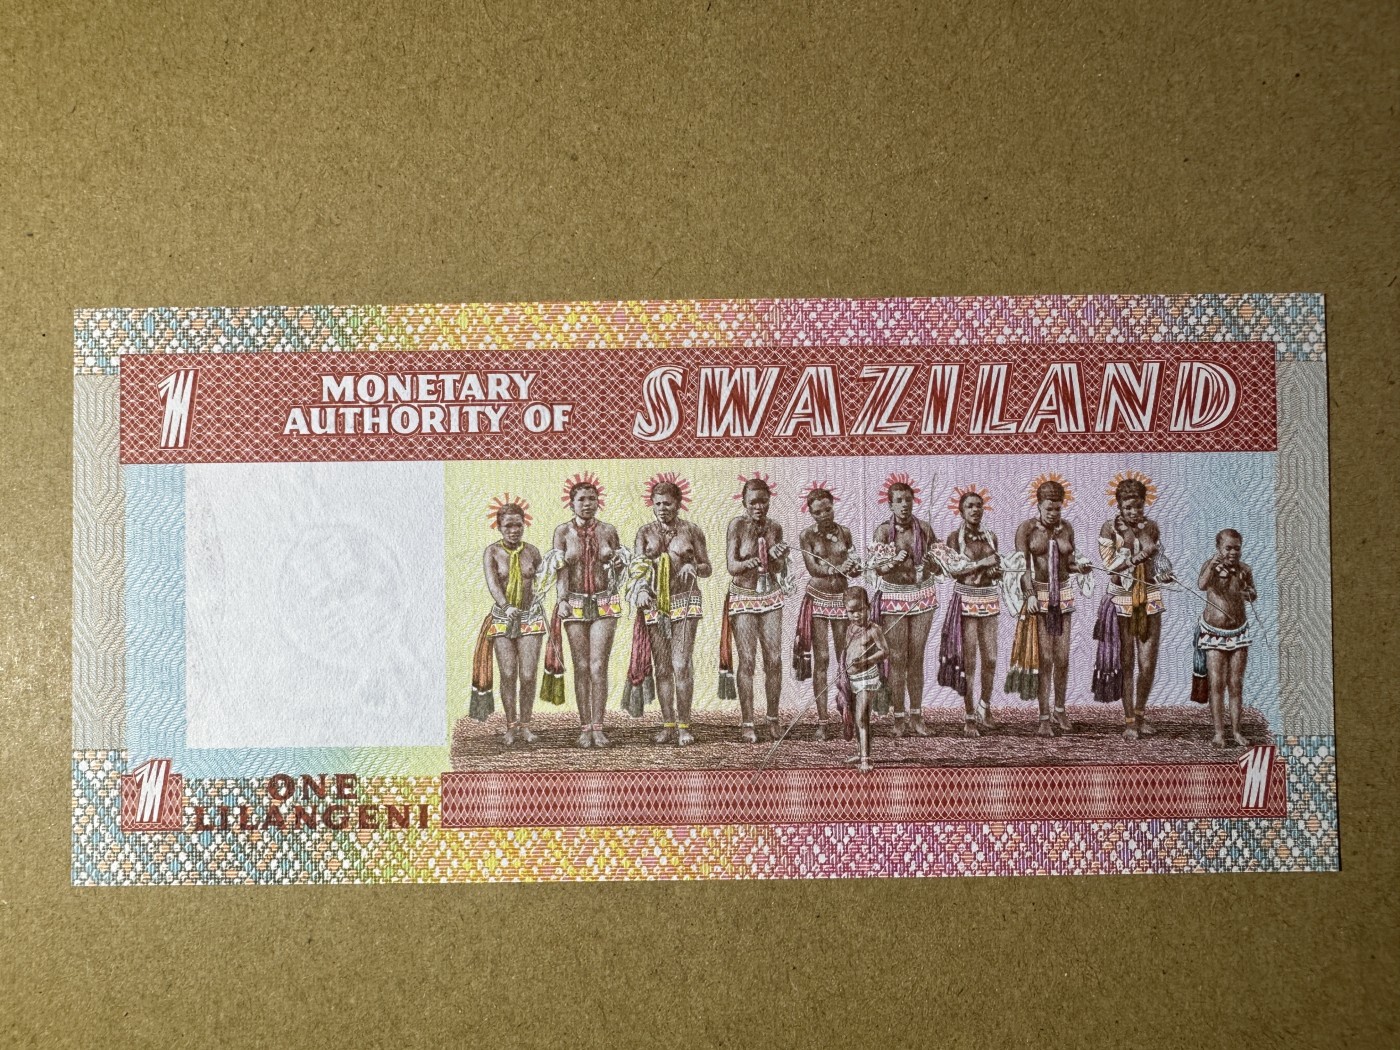 1
MONETARY
AUTHORITY OF
SWAZILAND
1
ONE
LILANGENI
1